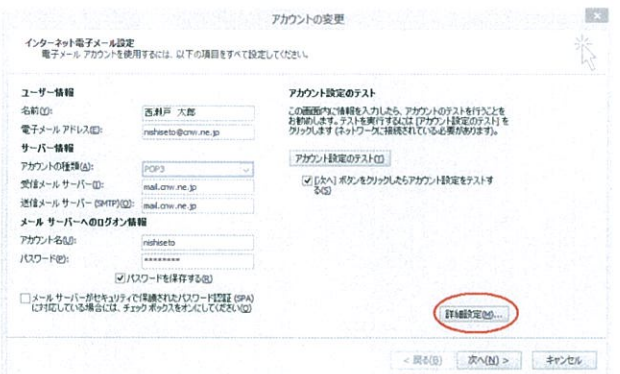 アカウントの変更
インターネット電子メール設定
電子メール アカウントを使用するには、以下の項目をすべて設定してください。
ユーザー情報
名前(Y):
西瀬戸 太郎
電子メール アドレス(E):
nishiseto@cnw.ne.jp
サーバー情報
アカウントの種類(A):
POP3
受信メール サーバー(I):
mail.cnw.ne.jp
送信メール サーバー (SMTP)(O):
mail.cnw.ne.jp
メール サーバーへのログオン情報
アカウント名(U):
nishiseto
パスワード(P):
********
パスワードを保存する(R)
メール サーバーがセキュリティで保護されたパスワード認証 (SPA)
に対応している場合には、チェック ボックスをオンにしてください(Q)
アカウント設定のテスト
この画面内に情報を入力したら、アカウントのテストを行うことを
お勧めします。テストを実行するには [アカウント設定のテスト] を
クリックします (ネットワークに接続されている必要があります)。
アカウント設定のテスト(T)
[次へ] ボタンをクリックしたらアカウント設定をテストす
る(S)
詳細設定(M)...
< 戻る(B)
次へ(N) >
キャンセル